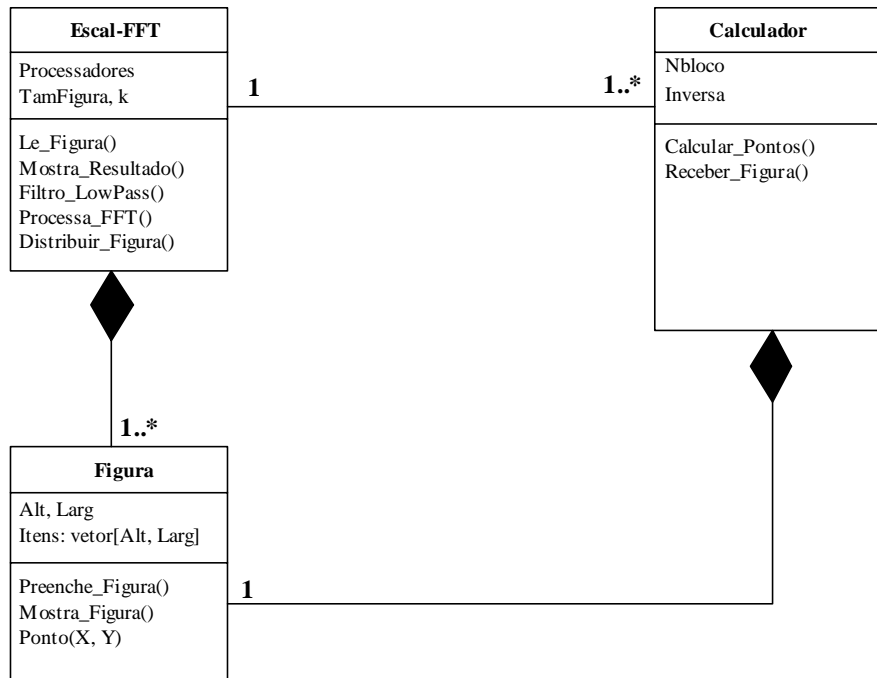 Escal-FFT
Processadores
TamFigura, k
Le_Figura()
Mostra_Resultado()
Filtro_LowPass()
Processa_FFT()
Distribuir_Figura()
1
1..*
Calculador
Nbloco
Inversa
Calcular_Pontos()
Receber_Figura()
1..*
Figura
Alt, Larg
Itens: vetor[Alt, Larg]
Preenche_Figura()
Mostra_Figura()
Ponto(X, Y)
1